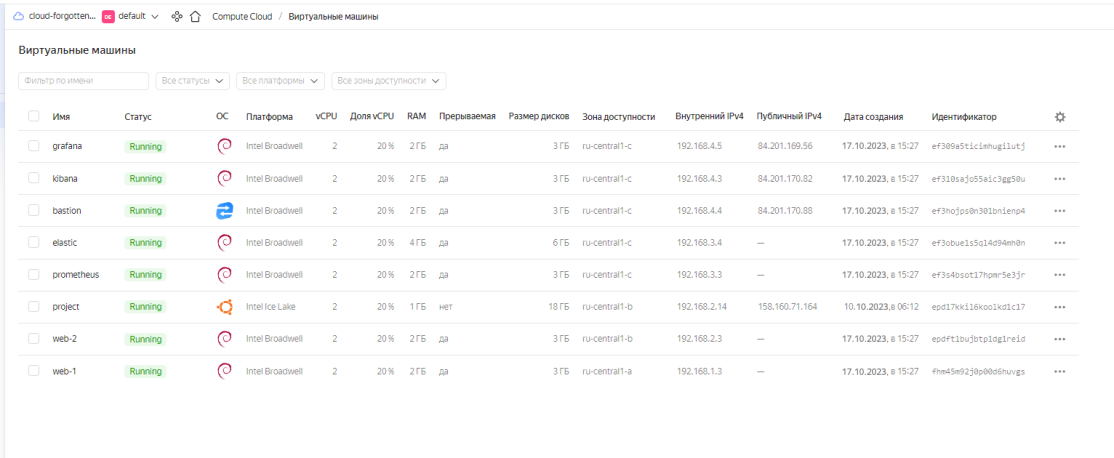 cloud-forgotten... DE default Compute Cloud / Виртуальные машины
Виртуальные машины
Фильтр по имени Все статусы Все платформы Все зоны доступности
Имя Статус ОС Платформа vCPU Доля vCPU RAM Прерываемая Размер дисков Зона доступности Внутренний IPv4 Публичный IPv4 Дата создания Идентификатор
grafana Running Intel Broadwell 2 20 % 2 ГБ да 3 ГБ ru-central1-c 192.168.4.5 84.201.169.56 17.10.2023, в 15:27 ef309a5ticimhugilutj
kibana Running Intel Broadwell 2 20 % 2 ГБ да 3 ГБ ru-central1-c 192.168.4.3 84.201.170.82 17.10.2023, в 15:27 ef310sajo55aic3gg50u
bastion Running Intel Broadwell 2 20 % 2 ГБ да 3 ГБ ru-central1-c 192.168.4.4 84.201.170.88 17.10.2023, в 15:27 ef3hojps0n30lbnienp4
elastic Running Intel Broadwell 2 20 % 4 ГБ да 6 ГБ ru-central1-c 192.168.3.4 — 17.10.2023, в 15:27 ef3obue1s5ql4d94mh0n
prometheus Running Intel Broadwell 2 20 % 2 ГБ да 3 ГБ ru-central1-c 192.168.3.3 — 17.10.2023, в 15:27 ef3s4bsot17hpmr5e3jr
project Running Intel Ice Lake 2 20 % 1 ГБ нет 18 ГБ ru-central1-b 192.168.2.14 158.160.71.164 10.10.2023,в 06:12 epd17kkil6koolkd1c17
web-2 Running Intel Broadwell 2 20 % 2 ГБ да 3 ГБ ru-central1-b 192.168.2.3 — 17.10.2023, в 15:27 epdftlbujbtpldglreid
web-1 Running Intel Broadwell 2 20 % 2 ГБ да 3 ГБ ru-central1-a 192.168.1.3 — 17.10.2023, в 15:27 fhm45m92j0p00d6huvgs